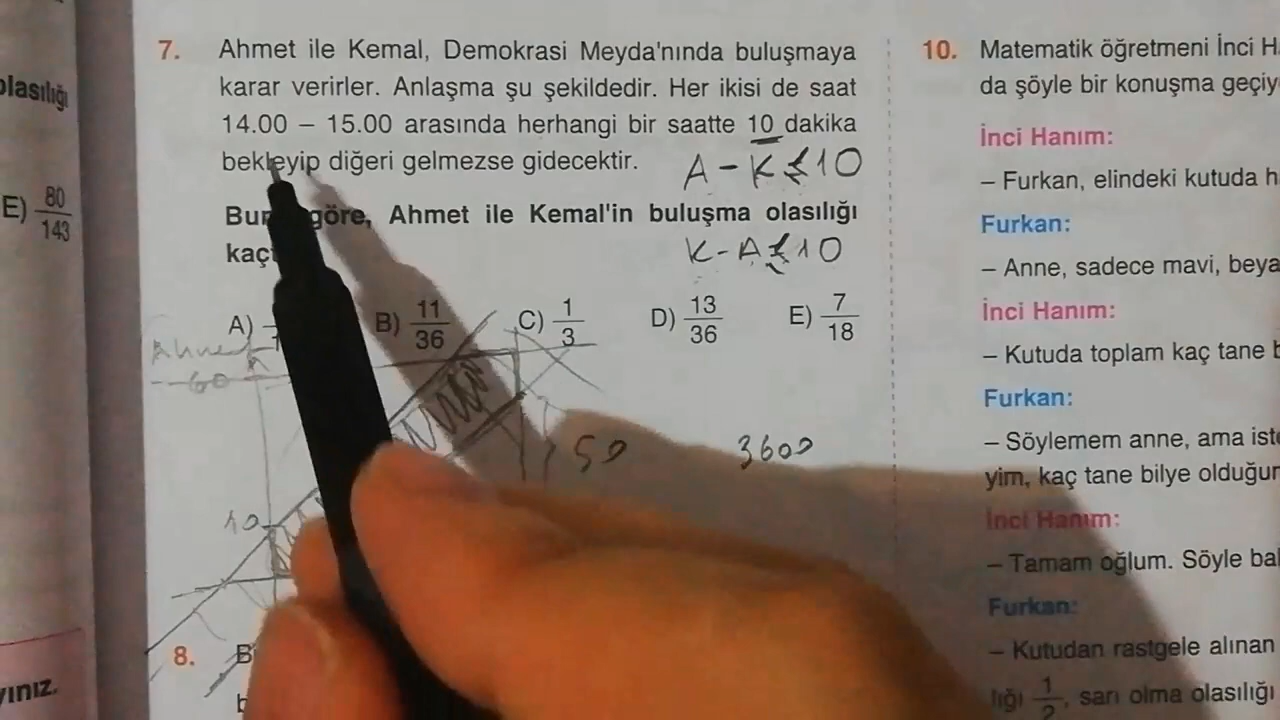 olasılığı
E) 80/143
yınız.
7. Ahmet ile Kemal, Demokrasi Meyda'nında buluşmaya
karar verirler. Anlaşma şu şekildedir. Her ikisi de saat
14.00 – 15.00 arasında herhangi bir saatte 10 dakika
bekleyip diğeri gelmezse gidecektir.
A - K ≤ 10
göre, Ahmet ile Kemal'in buluşma olasılığı
K - A ≤ 10
A) B) 11/36 C) 1/3 D) 13/36 E) 7/18
Ahmet
60
50 3600
10
8. B
10. Matematik öğretmeni İnci H
da şöyle bir konuşma geçiy
İnci Hanım:
– Furkan, elindeki kutuda h
Furkan:
– Anne, sadece mavi, beya
İnci Hanım:
– Kutuda toplam kaç tane b
Furkan:
– Söylemem anne, ama iste
yim, kaç tane bilye olduğun
İnci Hanım:
– Tamam oğlum. Söyle ba
Furkan:
– Kutudan rastgele alınan
lığı 1/2, sarı olma olasılığı